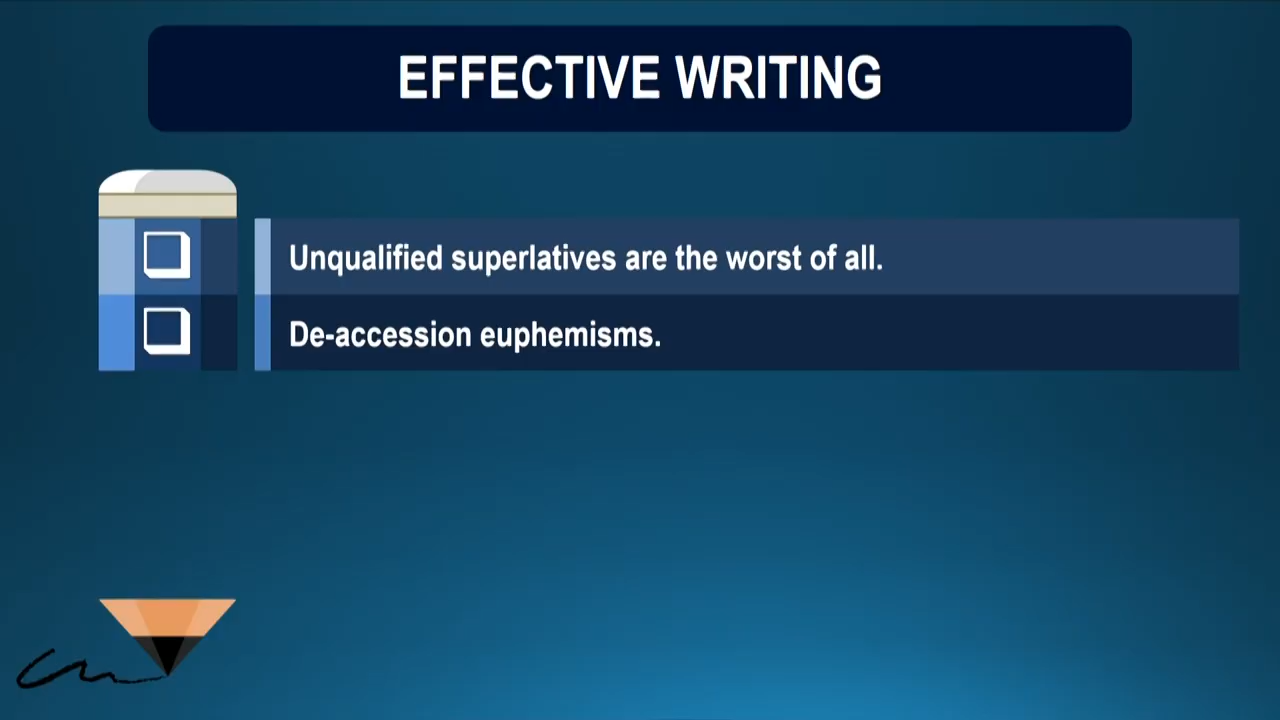 EFFECTIVE WRITING
Unqualified superlatives are the worst of all.
De-accession euphemisms.